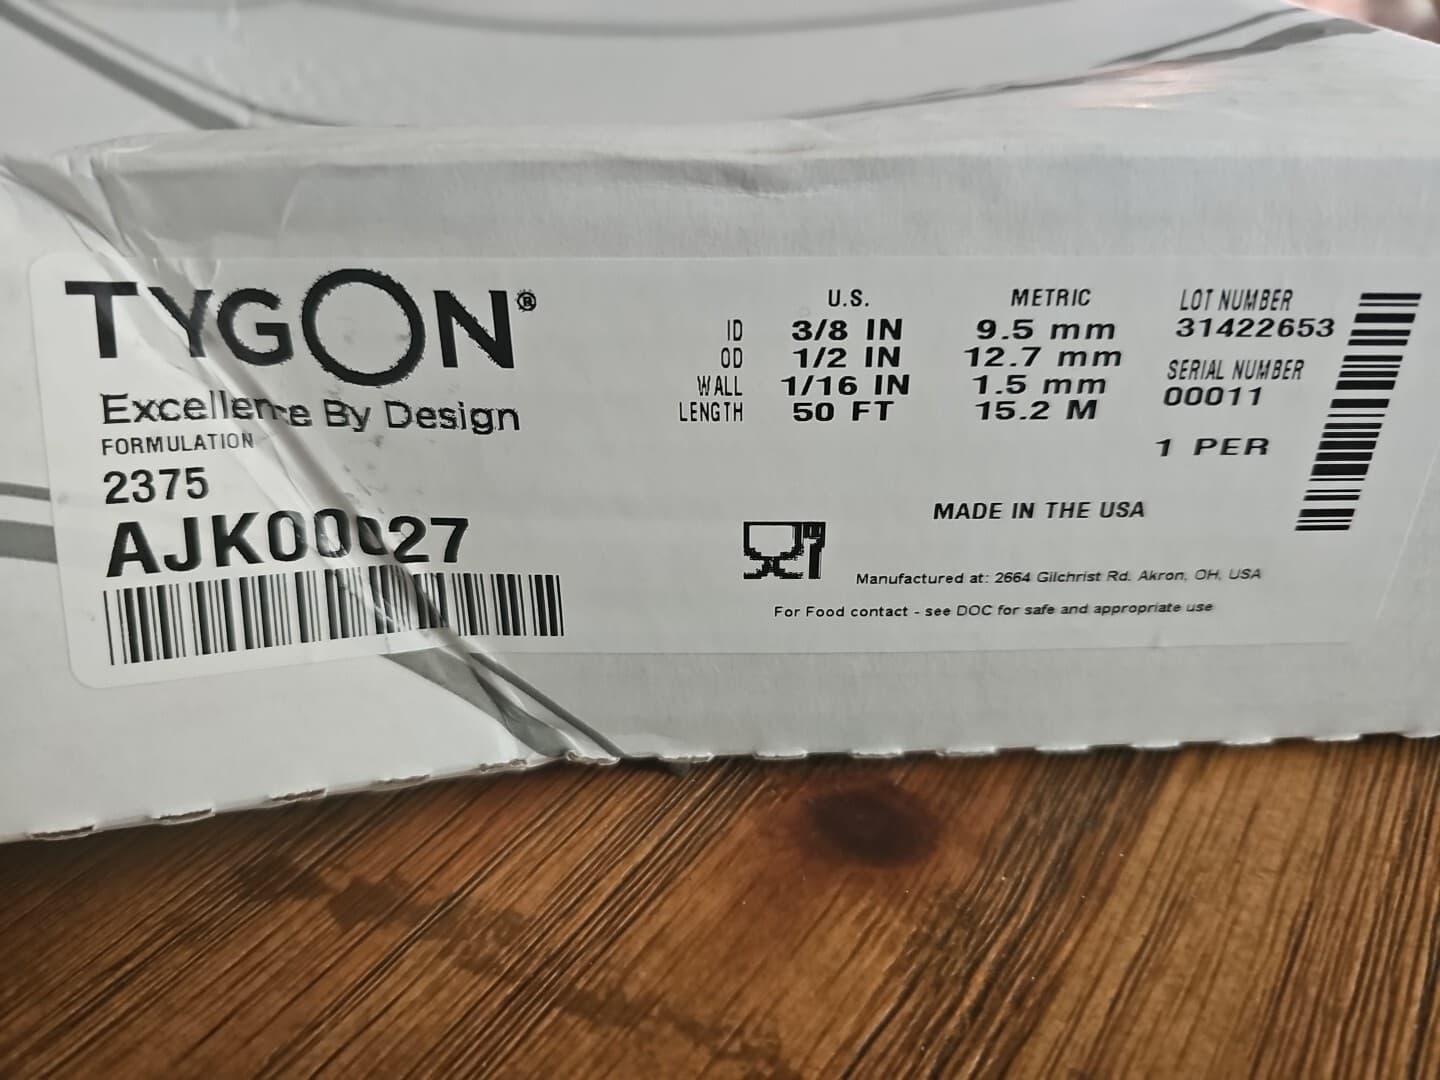 TYGON®
Excellence By Design
FORMULATION
2375
AJK00027
U.S. METRIC
ID 3/8 IN 9.5 mm
OD 1/2 IN 12.7 mm
WALL 1/16 IN 1.5 mm
LENGTH 50 FT 15.2 M
LOT NUMBER
31422653
SERIAL NUMBER
00011
1 PER
MADE IN THE USA
Manufactured at: 2664 Gilchrist Rd. Akron, OH, USA
For Food contact - see DOC for safe and appropriate use